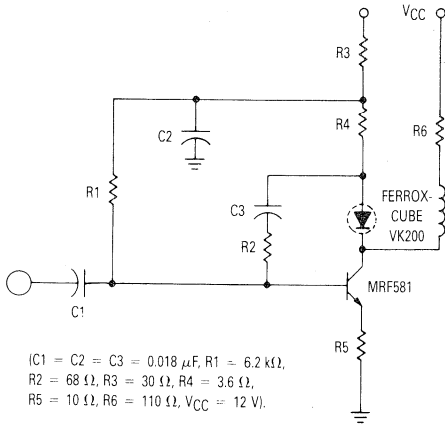 VCC
R3
R4
R6
C2
R1
C3
FERROX-
CUBE
VK200
R2
MRF581
C1
R5
(C1 = C2 = C3 = 0.018 µF, R1 = 6.2 kΩ,
R2 = 68 Ω, R3 = 30 Ω, R4 = 3.6 Ω,
R5 = 10 Ω, R6 = 110 Ω, VCC = 12 V).